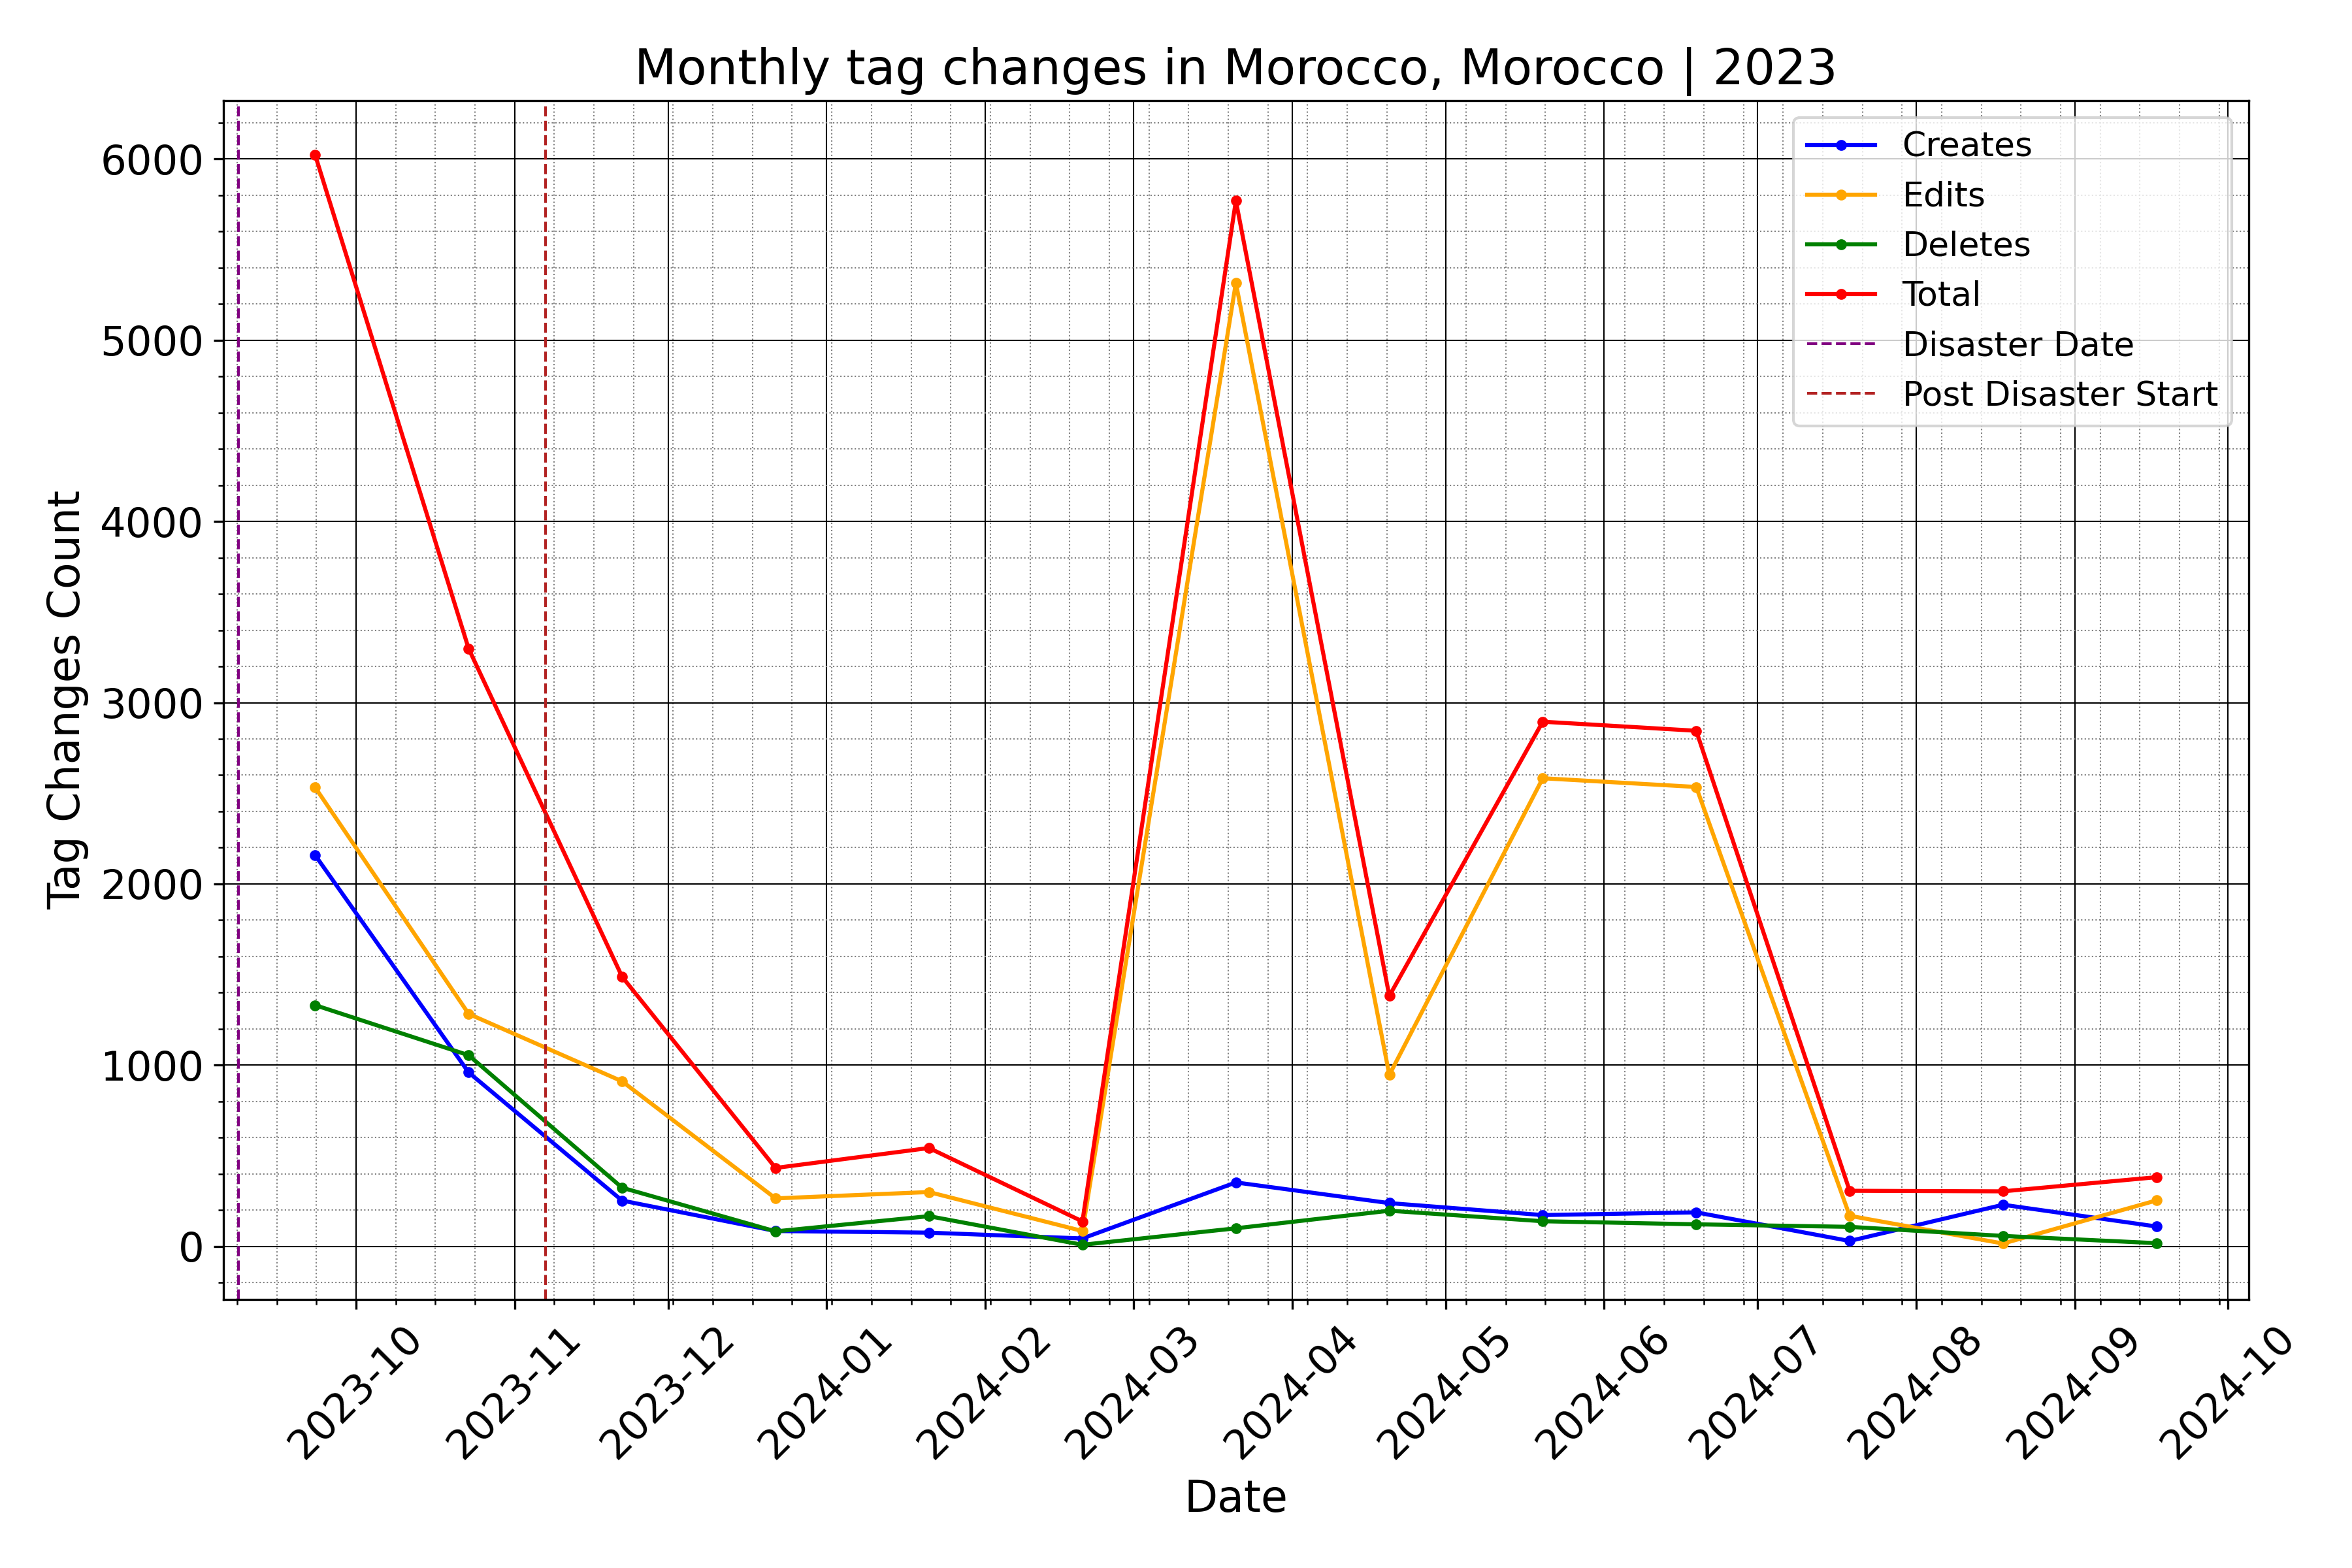 Monthly tag changes in Morocco, Morocco | 2023
Tag Changes Count
6000
5000
4000
3000
2000
1000
0
Creates
Edits
Deletes
Total
Disaster Date
Post Disaster Start
2023-10
2023-11
2023-12
2024-01
2024-02
2024-03
2024-04
2024-05
2024-06
2024-07
2024-08
2024-09
2024-10
Date